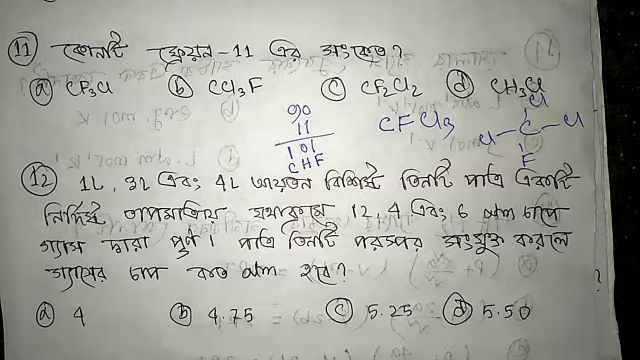 11 কোনটি ফ্রেয়ন-11 এর সংকেত?
a CF3Cl b CCl3F c CF2Cl2 d CH3Cl
90
11
101
CHF
CFCl3
Cl
Cl-C-Cl
F
12 1L, 3L এবং 4L আয়তন বিশিষ্ট তিনটি পাত্র একটি
নির্দিষ্ট তাপমাত্রায় যথাক্রমে 12, 4 এবং 6 atm চাপে
গ্যাস দ্বারা পূর্ণ। পাত্র তিনটি পরস্পর সংযুক্ত করলে
গ্যাসের চাপ কত atm হবে?
a 4 b 4.75 c 5.25 d 5.50